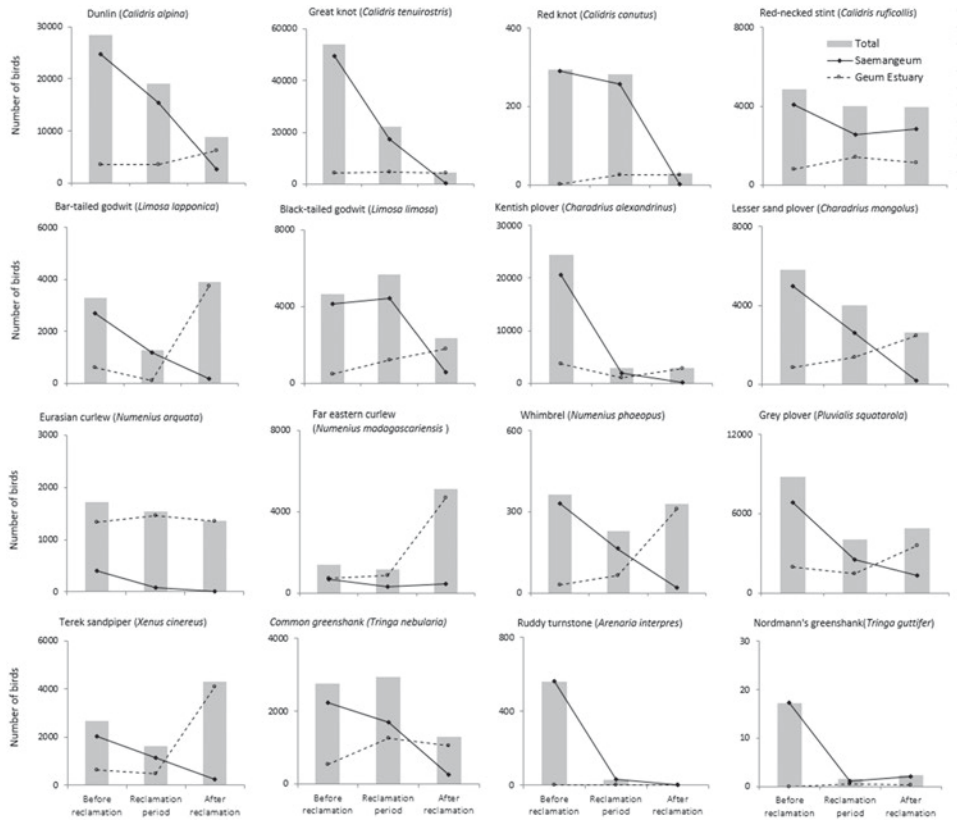 Dunlin (Calidris alpina)
30000
20000
10000
0
Number of birds
Great knot (Calidris tenuirostris)
60000
40000
20000
0
Red knot (Calidris canutus)
400
200
0
Red-necked stint (Calidris ruficollis)
8000
4000
0
Total
Saemangeum
Geum Estuary
Bar-tailed godwit (Limosa lapponica)
6000
4000
2000
0
Number of birds
Black-tailed godwit (Limosa limosa)
8000
4000
0
Kentish plover (Charadrius alexandrinus)
30000
20000
10000
0
Lesser sand plover (Charadrius mongolus)
8000
4000
0
Eurasian curlew (Numenius arquata)
3000
2000
1000
0
Number of birds
Far eastern curlew
(Numenius madagascariensis )
8000
4000
0
Whimbrel (Numenius phaeopus)
600
300
0
Grey plover (Pluvialis squatarola)
12000
6000
0
Terek sandpiper (Xenus cinereus)
6000
4000
2000
0
Number of birds
Before
reclamation
Reclamation
period
After
reclamation
Common greenshank (Tringa nebularia)
4000
2000
0
Before
reclamation
Reclamation
period
After
reclamation
Ruddy turnstone (Arenaria interpres)
800
400
0
Before
reclamation
Reclamation
period
After
reclamation
Nordmann's greenshank(Tringa guttifer)
30
20
10
0
Before
reclamation
Reclamation
period
After
reclamation